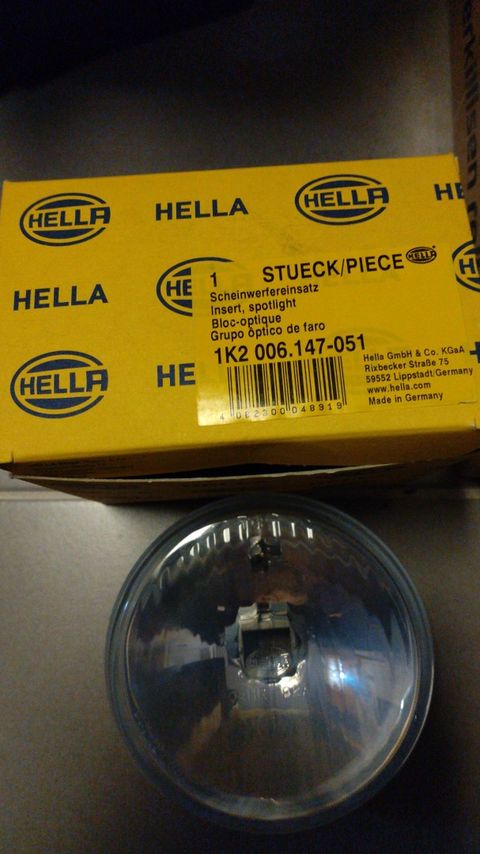 HELLA
HELLA
HELLA
HELLA
HELLA
HE
1 STUECK/PIECE HELLA
Scheinwerfereinsatz
Insert, spotlight
Bloc-optique
Grupo óptico de faro
1K2 006.147-051
4 082300 048919
Hella GmbH & Co. KGaA
Rixbecker Straße 75
59552 Lippstadt/Germany
www.hella.com
Made in Germany